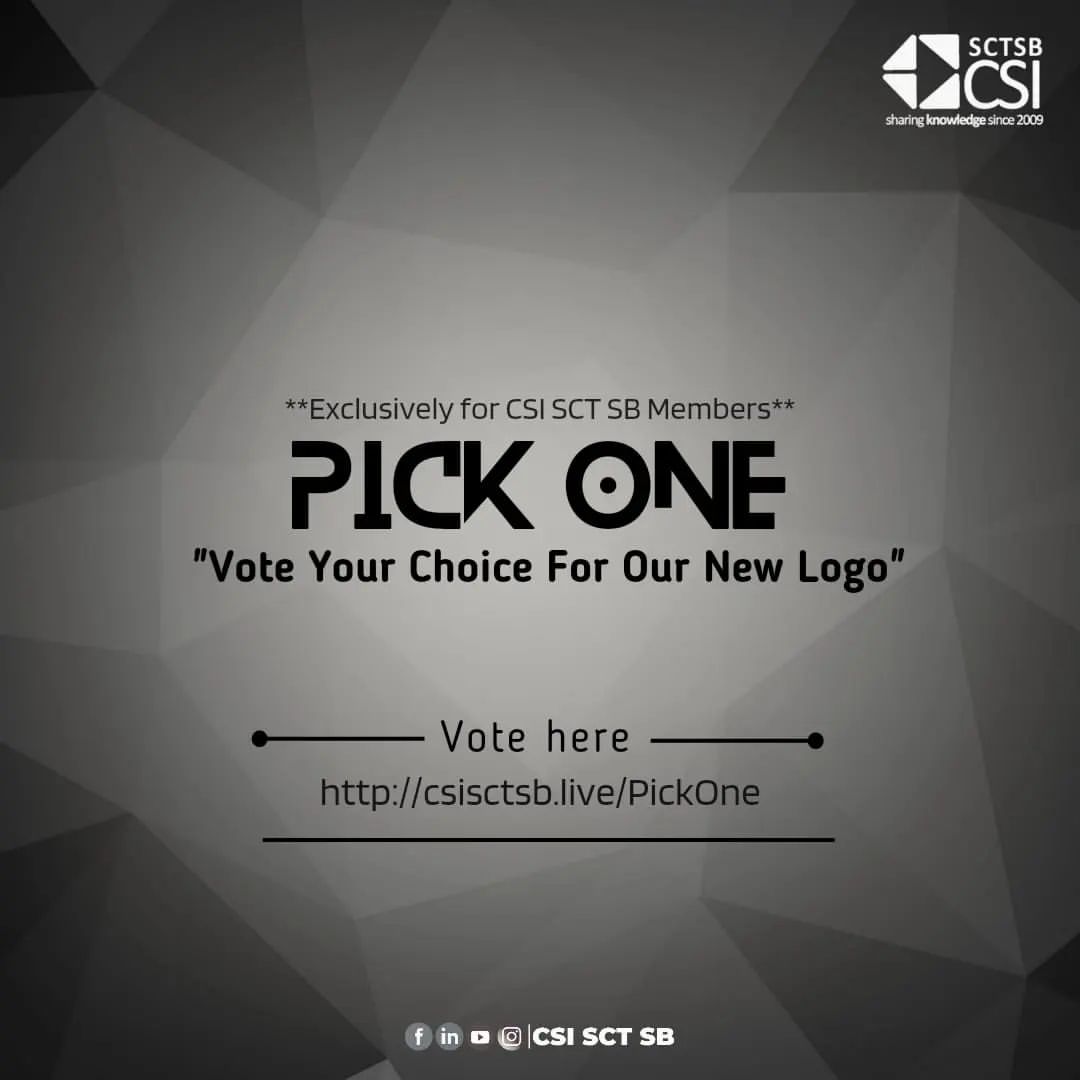 SCTSB
CSI
sharing knowledge since 2009
**Exclusively for CSI SCT SB Members**
PICK ONE
"Vote Your Choice For Our New Logo"
Vote here
http://csisctsb.live/PickOne
f in CSI SCT SB